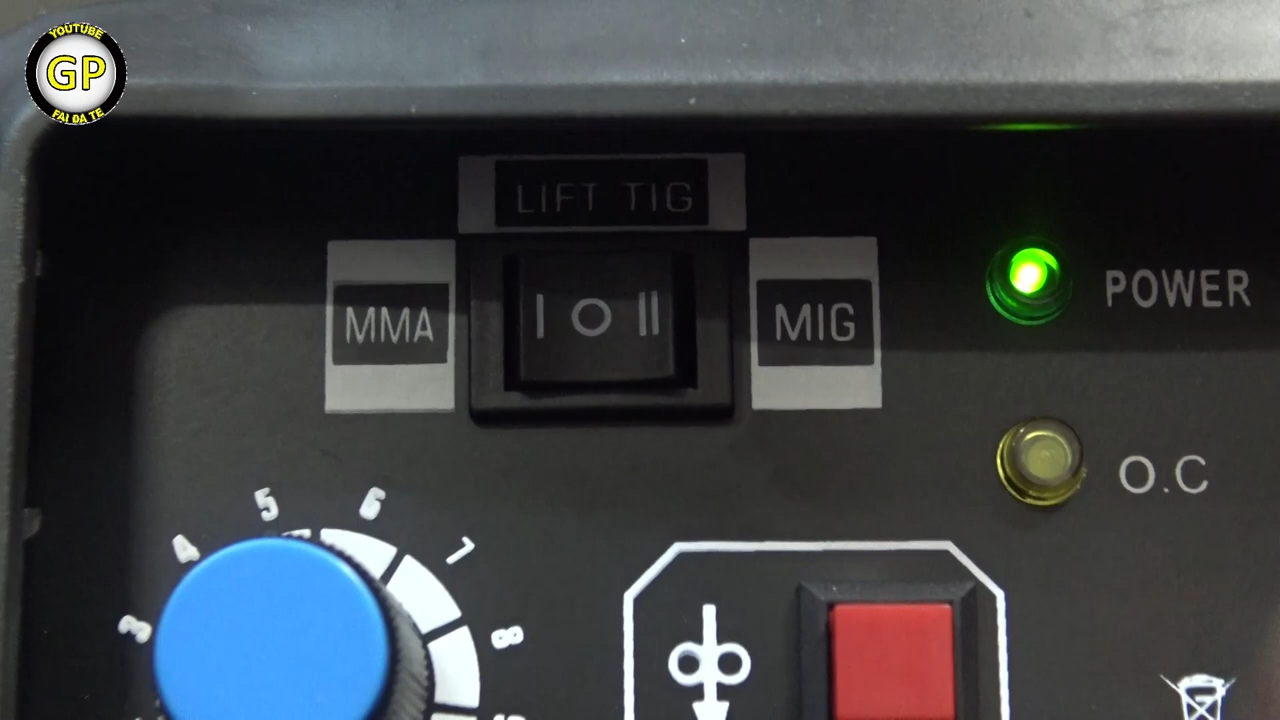 YOUTUBE
GP
FAI DA TE
LIFT TIG
MMA
I O II
MIG
POWER
O.C
3
4
5
6
7
8